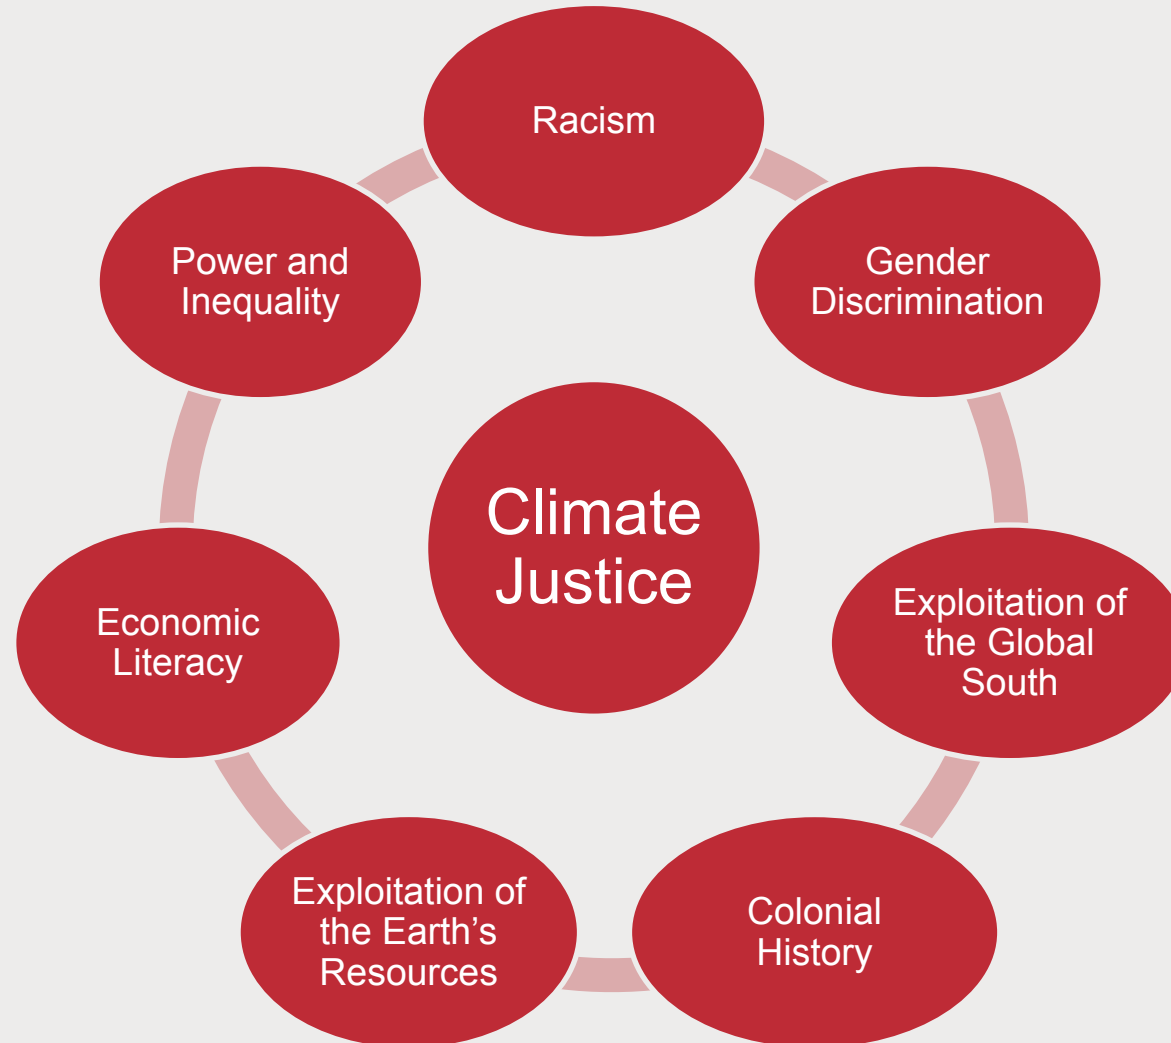 Racism
Gender
Discrimination
Exploitation of
the Global
South
Colonial
History
Exploitation of
the Earth’s
Resources
Economic
Literacy
Power and
Inequality
Climate
Justice